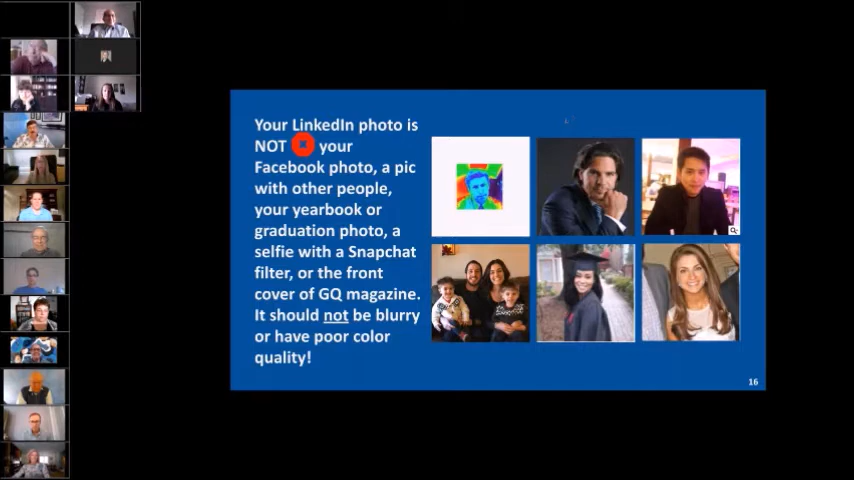 Your LinkedIn photo is
NOT your
Facebook photo, a pic
with other people,
your yearbook or
graduation photo, a
selfie with a Snapchat
filter, or the front
cover of GQ magazine.
It should not be blurry
or have poor color
quality!
16